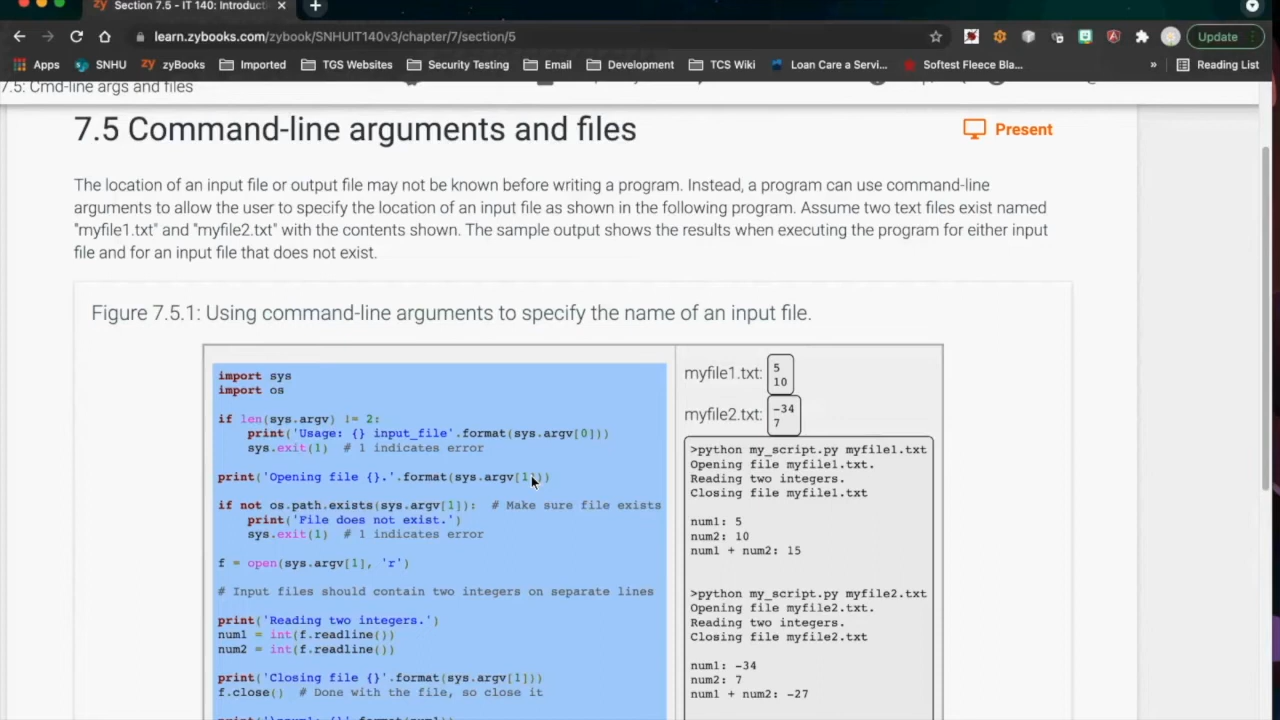 Section 7.5 - IT 140: Introducti
learn.zybooks.com/zybook/SNHUIT140v3/chapter/7/section/5
Update
Apps SNHU zyBooks Imported TGS Websites Security Testing Email Development TCS Wiki Loan Care a Servi... Softest Fleece Bla... » Reading List
7.5: Cmd-line args and files
7.5 Command-line arguments and files
Present
The location of an input file or output file may not be known before writing a program. Instead, a program can use command-line
arguments to allow the user to specify the location of an input file as shown in the following program. Assume two text files exist named
"myfile1.txt" and "myfile2.txt" with the contents shown. The sample output shows the results when executing the program for either input
file and for an input file that does not exist.
Figure 7.5.1: Using command-line arguments to specify the name of an input file.
import sys
import os
if len(sys.argv) != 2:
print('Usage: {} input_file'.format(sys.argv[0]))
sys.exit(1) # 1 indicates error
print('Opening file {}.'.format(sys.argv[1]))
if not os.path.exists(sys.argv[1]): # Make sure file exists
print('File does not exist.')
sys.exit(1) # 1 indicates error
f = open(sys.argv[1], 'r')
# Input files should contain two integers on separate lines
print('Reading two integers.')
num1 = int(f.readline())
num2 = int(f.readline())
print('Closing file {}'.format(sys.argv[1]))
f.close() # Done with the file, so close it
myfile1.txt:
5
10
myfile2.txt:
-34
7
>python my_script.py myfile1.txt
Opening file myfile1.txt.
Reading two integers.
Closing file myfile1.txt
num1: 5
num2: 10
num1 + num2: 15
>python my_script.py myfile2.txt
Opening file myfile2.txt.
Reading two integers.
Closing file myfile2.txt
num1: -34
num2: 7
num1 + num2: -27